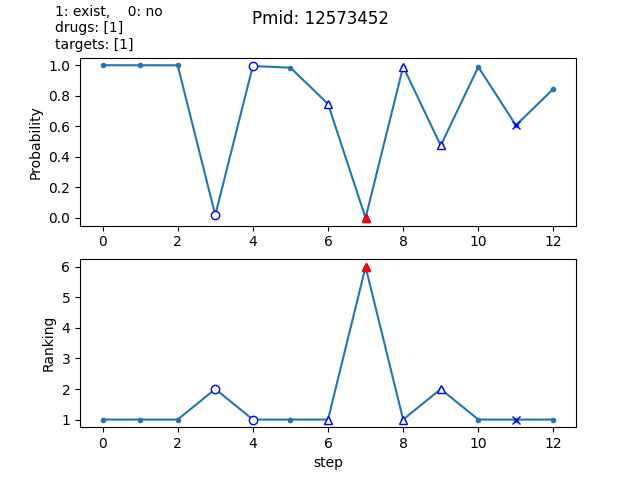 1: exist,    0: no
drugs: [1]
targets: [1]
Pmid: 12573452
1.0
0.8
0.6
0.4
0.2
0.0
Probability
0 2 4 6 8 10 12
6
5
4
3
2
1
Ranking
0 2 4 6 8 10 12
step